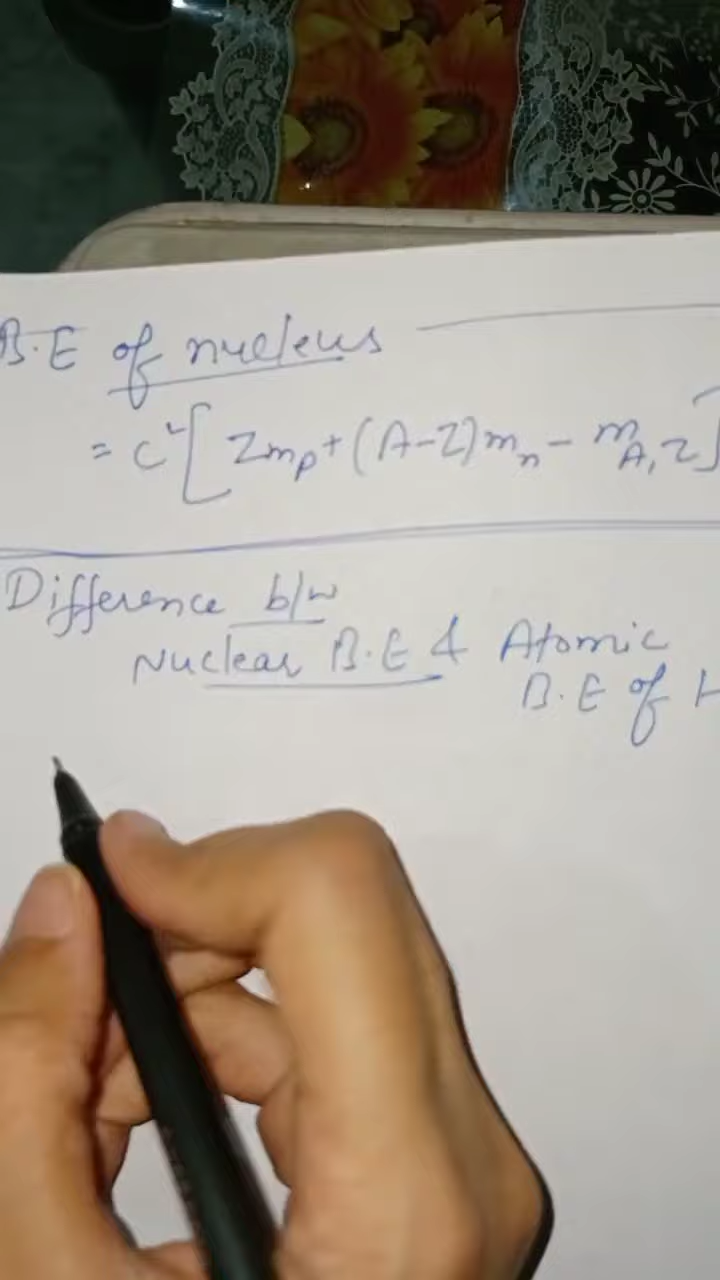 B.E of nucleus
= c²[ Zmp + (A-Z)mn - mA,Z]
Difference b/w
Nuclear B.E & Atomic
B.E of H